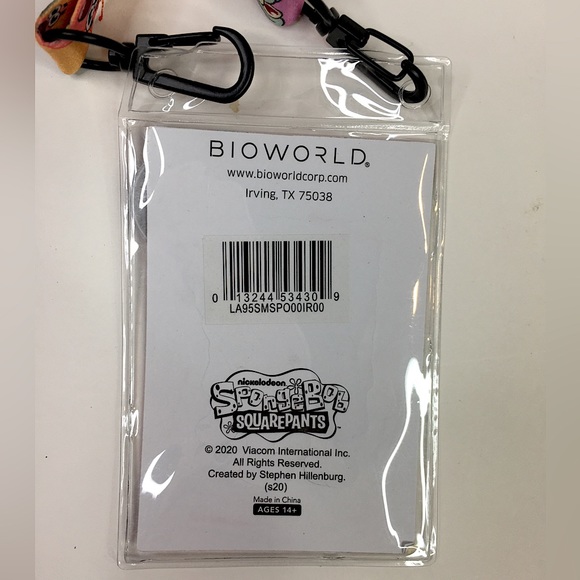 BIOWORLD®
www.bioworldcorp.com
Irving, TX 75038
0 13244 53430 9
LA95SMSPO00IR00
nickelodeon
SpongeBob
SQUAREPANTS
© 2020 Viacom International Inc.
All Rights Reserved.
Created by Stephen Hillenburg.
(s20)
Made in China
AGES 14+